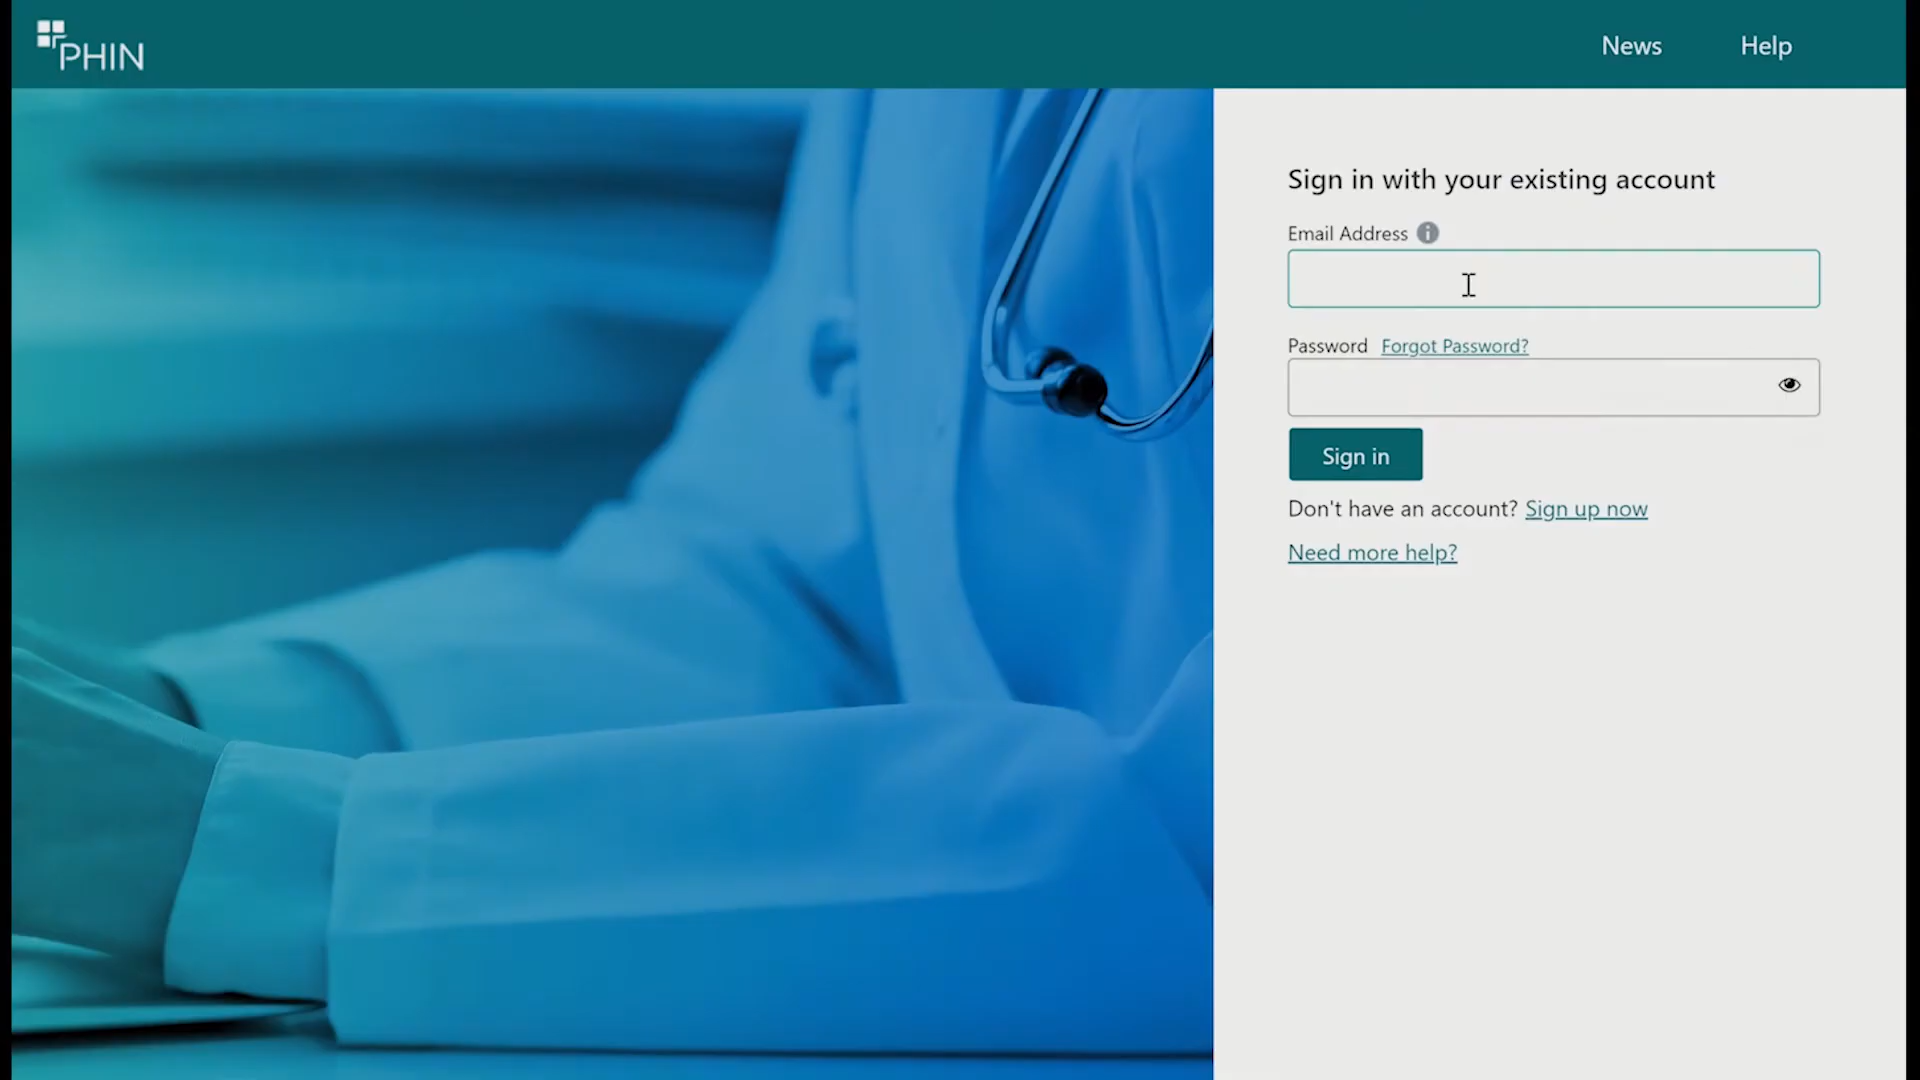 PHIN
News
Help
Sign in with your existing account
Email Address
Password Forgot Password?
Sign in
Don't have an account? Sign up now
Need more help?